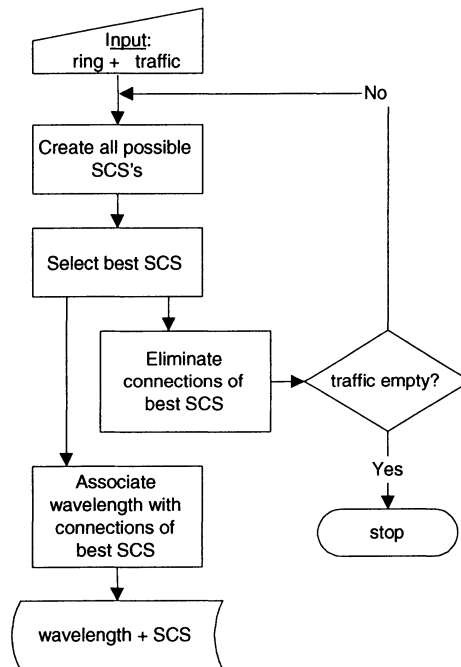 Input:
ring + traffic
No
Create all possible
SCS's
Select best SCS
Eliminate
connections of
best SCS
traffic empty?
Yes
Associate
wavelength with
connections of
best SCS
stop
wavelength + SCS